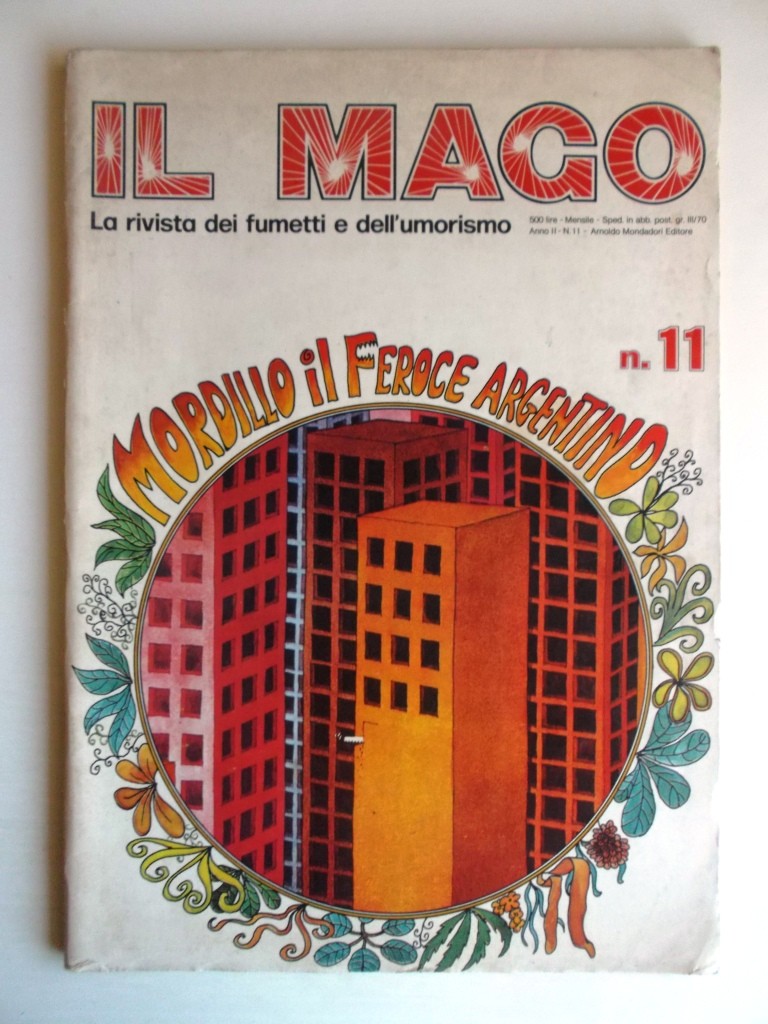 IL MAGO
La rivista dei fumetti e dell'umorismo
500 lire - Mensile - Sped. in abb. post. gr. III/70
Anno II - N. 11 - Arnoldo Mondadori Editore
n. 11
MORDILLO il FEROCE ARGENTINO